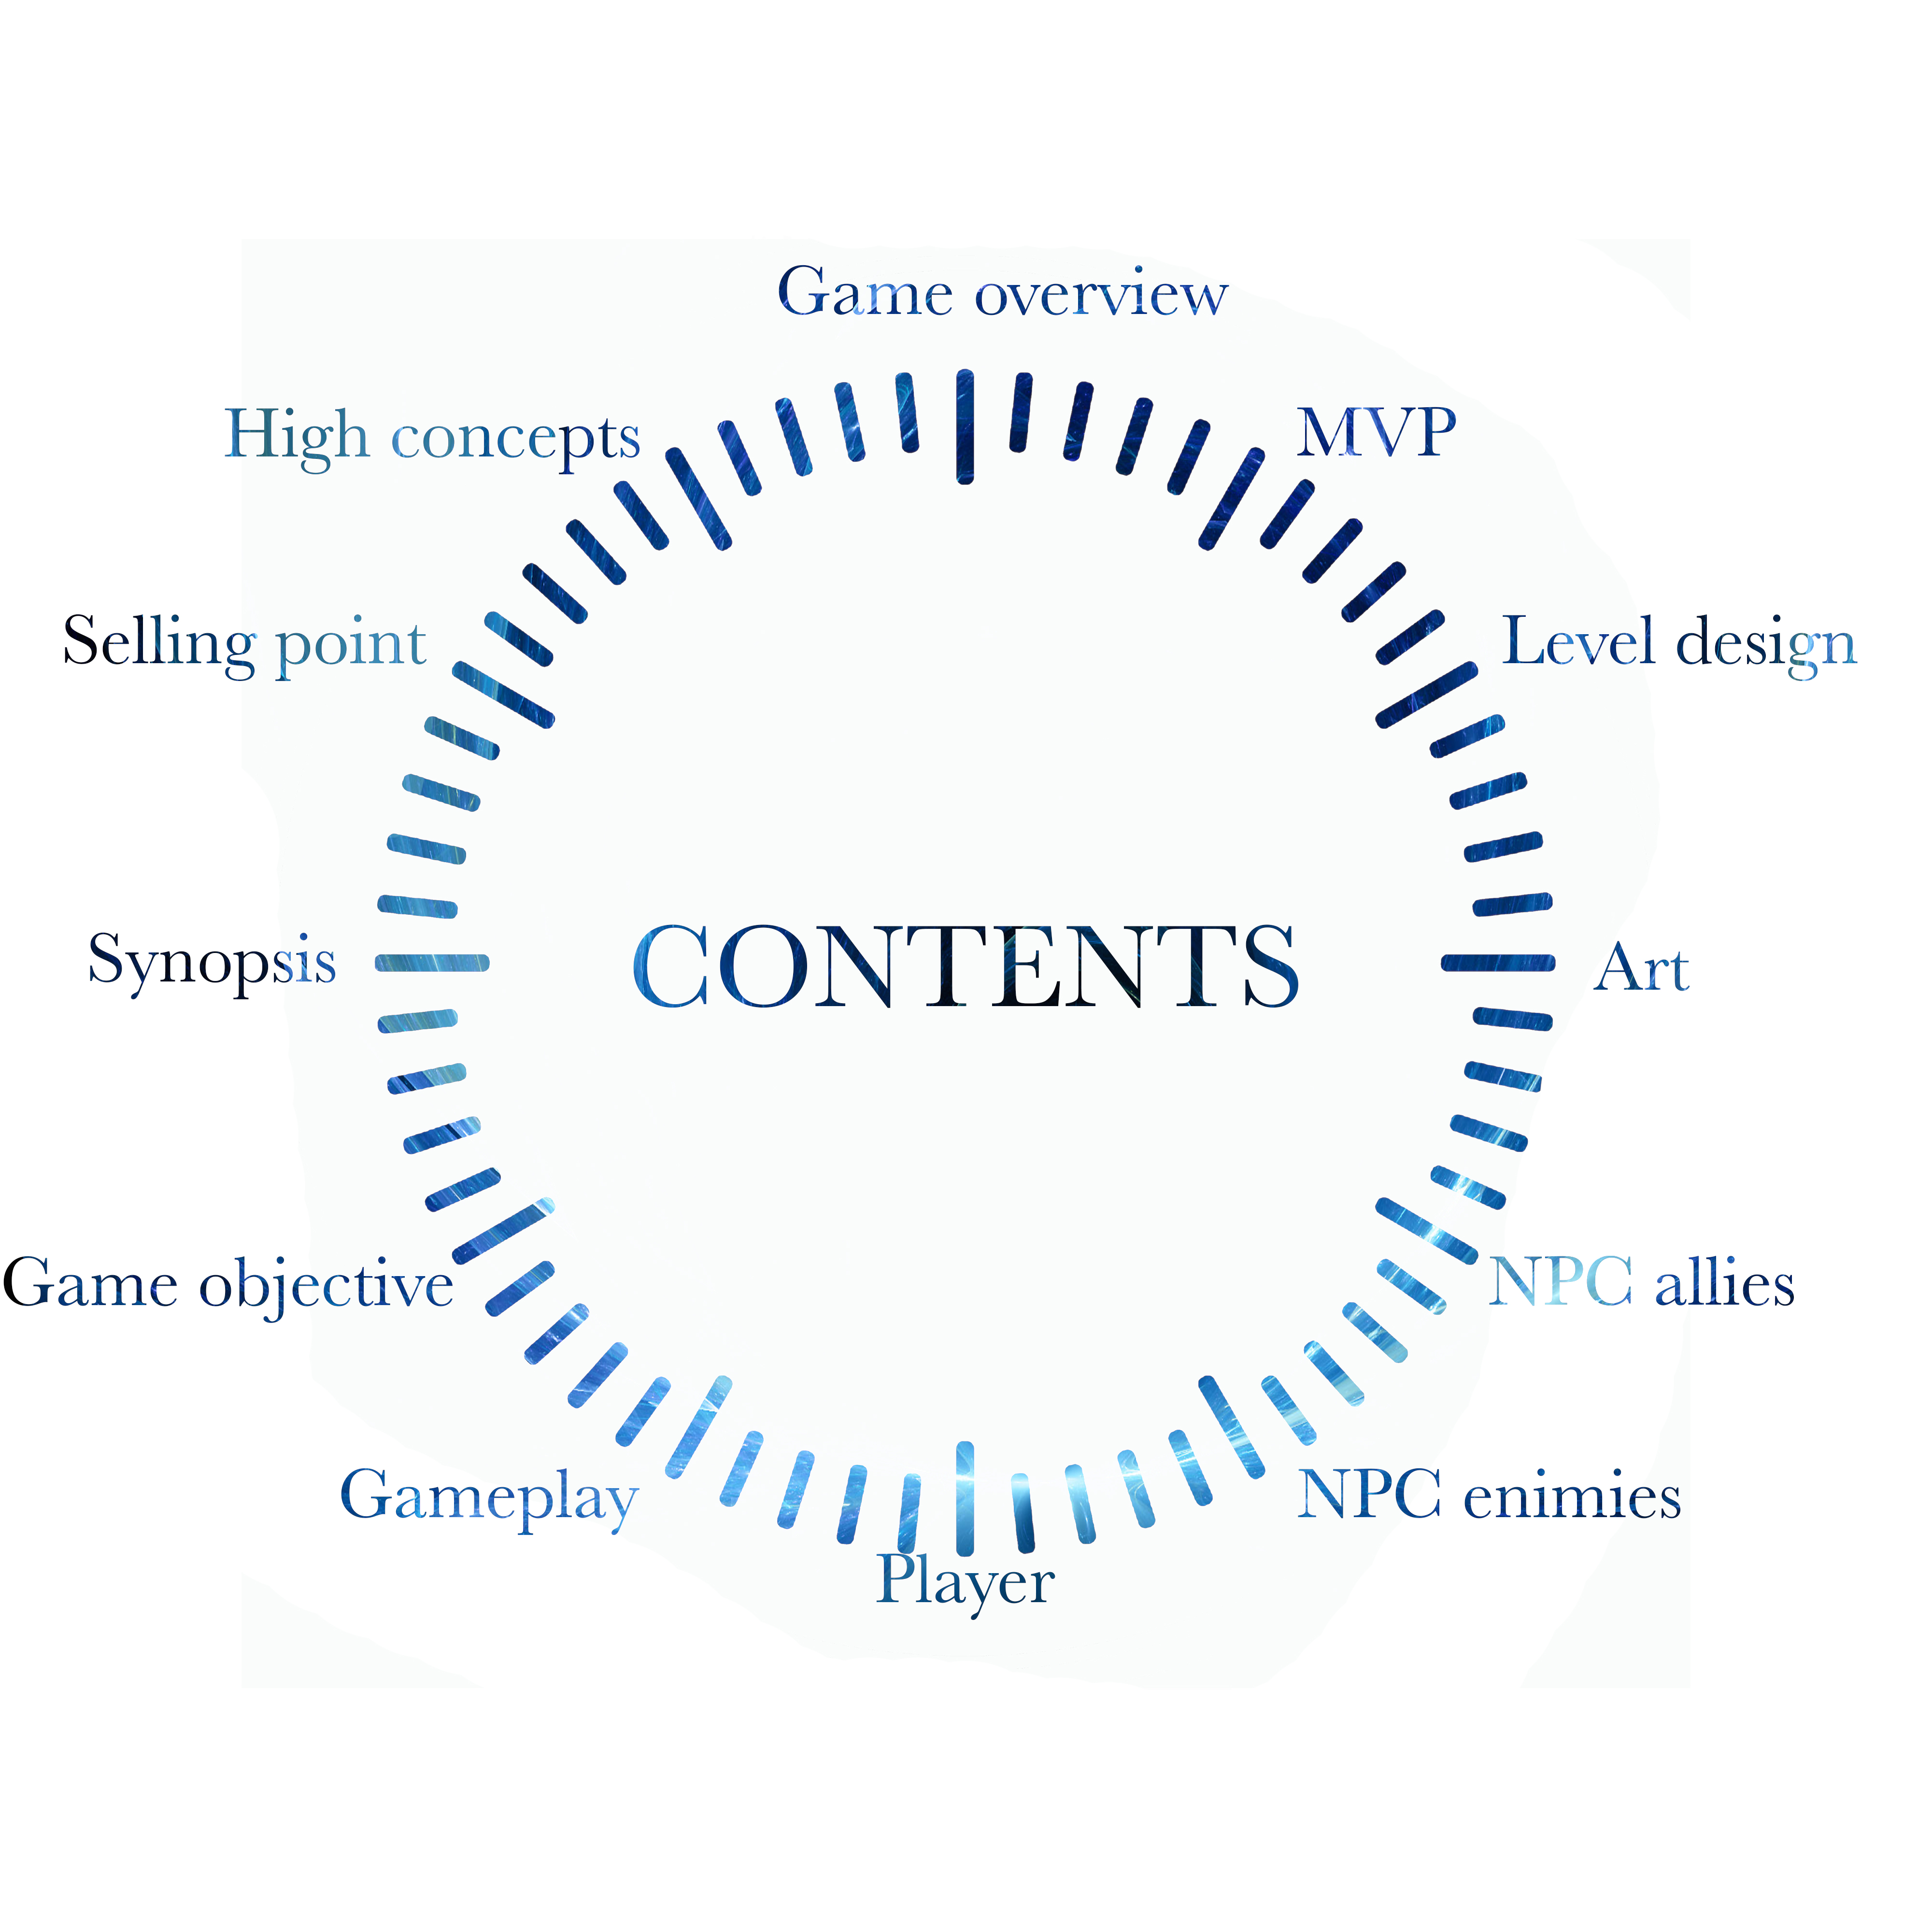 Game overview
High concepts
MVP
Selling point
Level design
Synopsis
CONTENTS
Art
Game objective
NPC allies
Gameplay
NPC enimies
Player